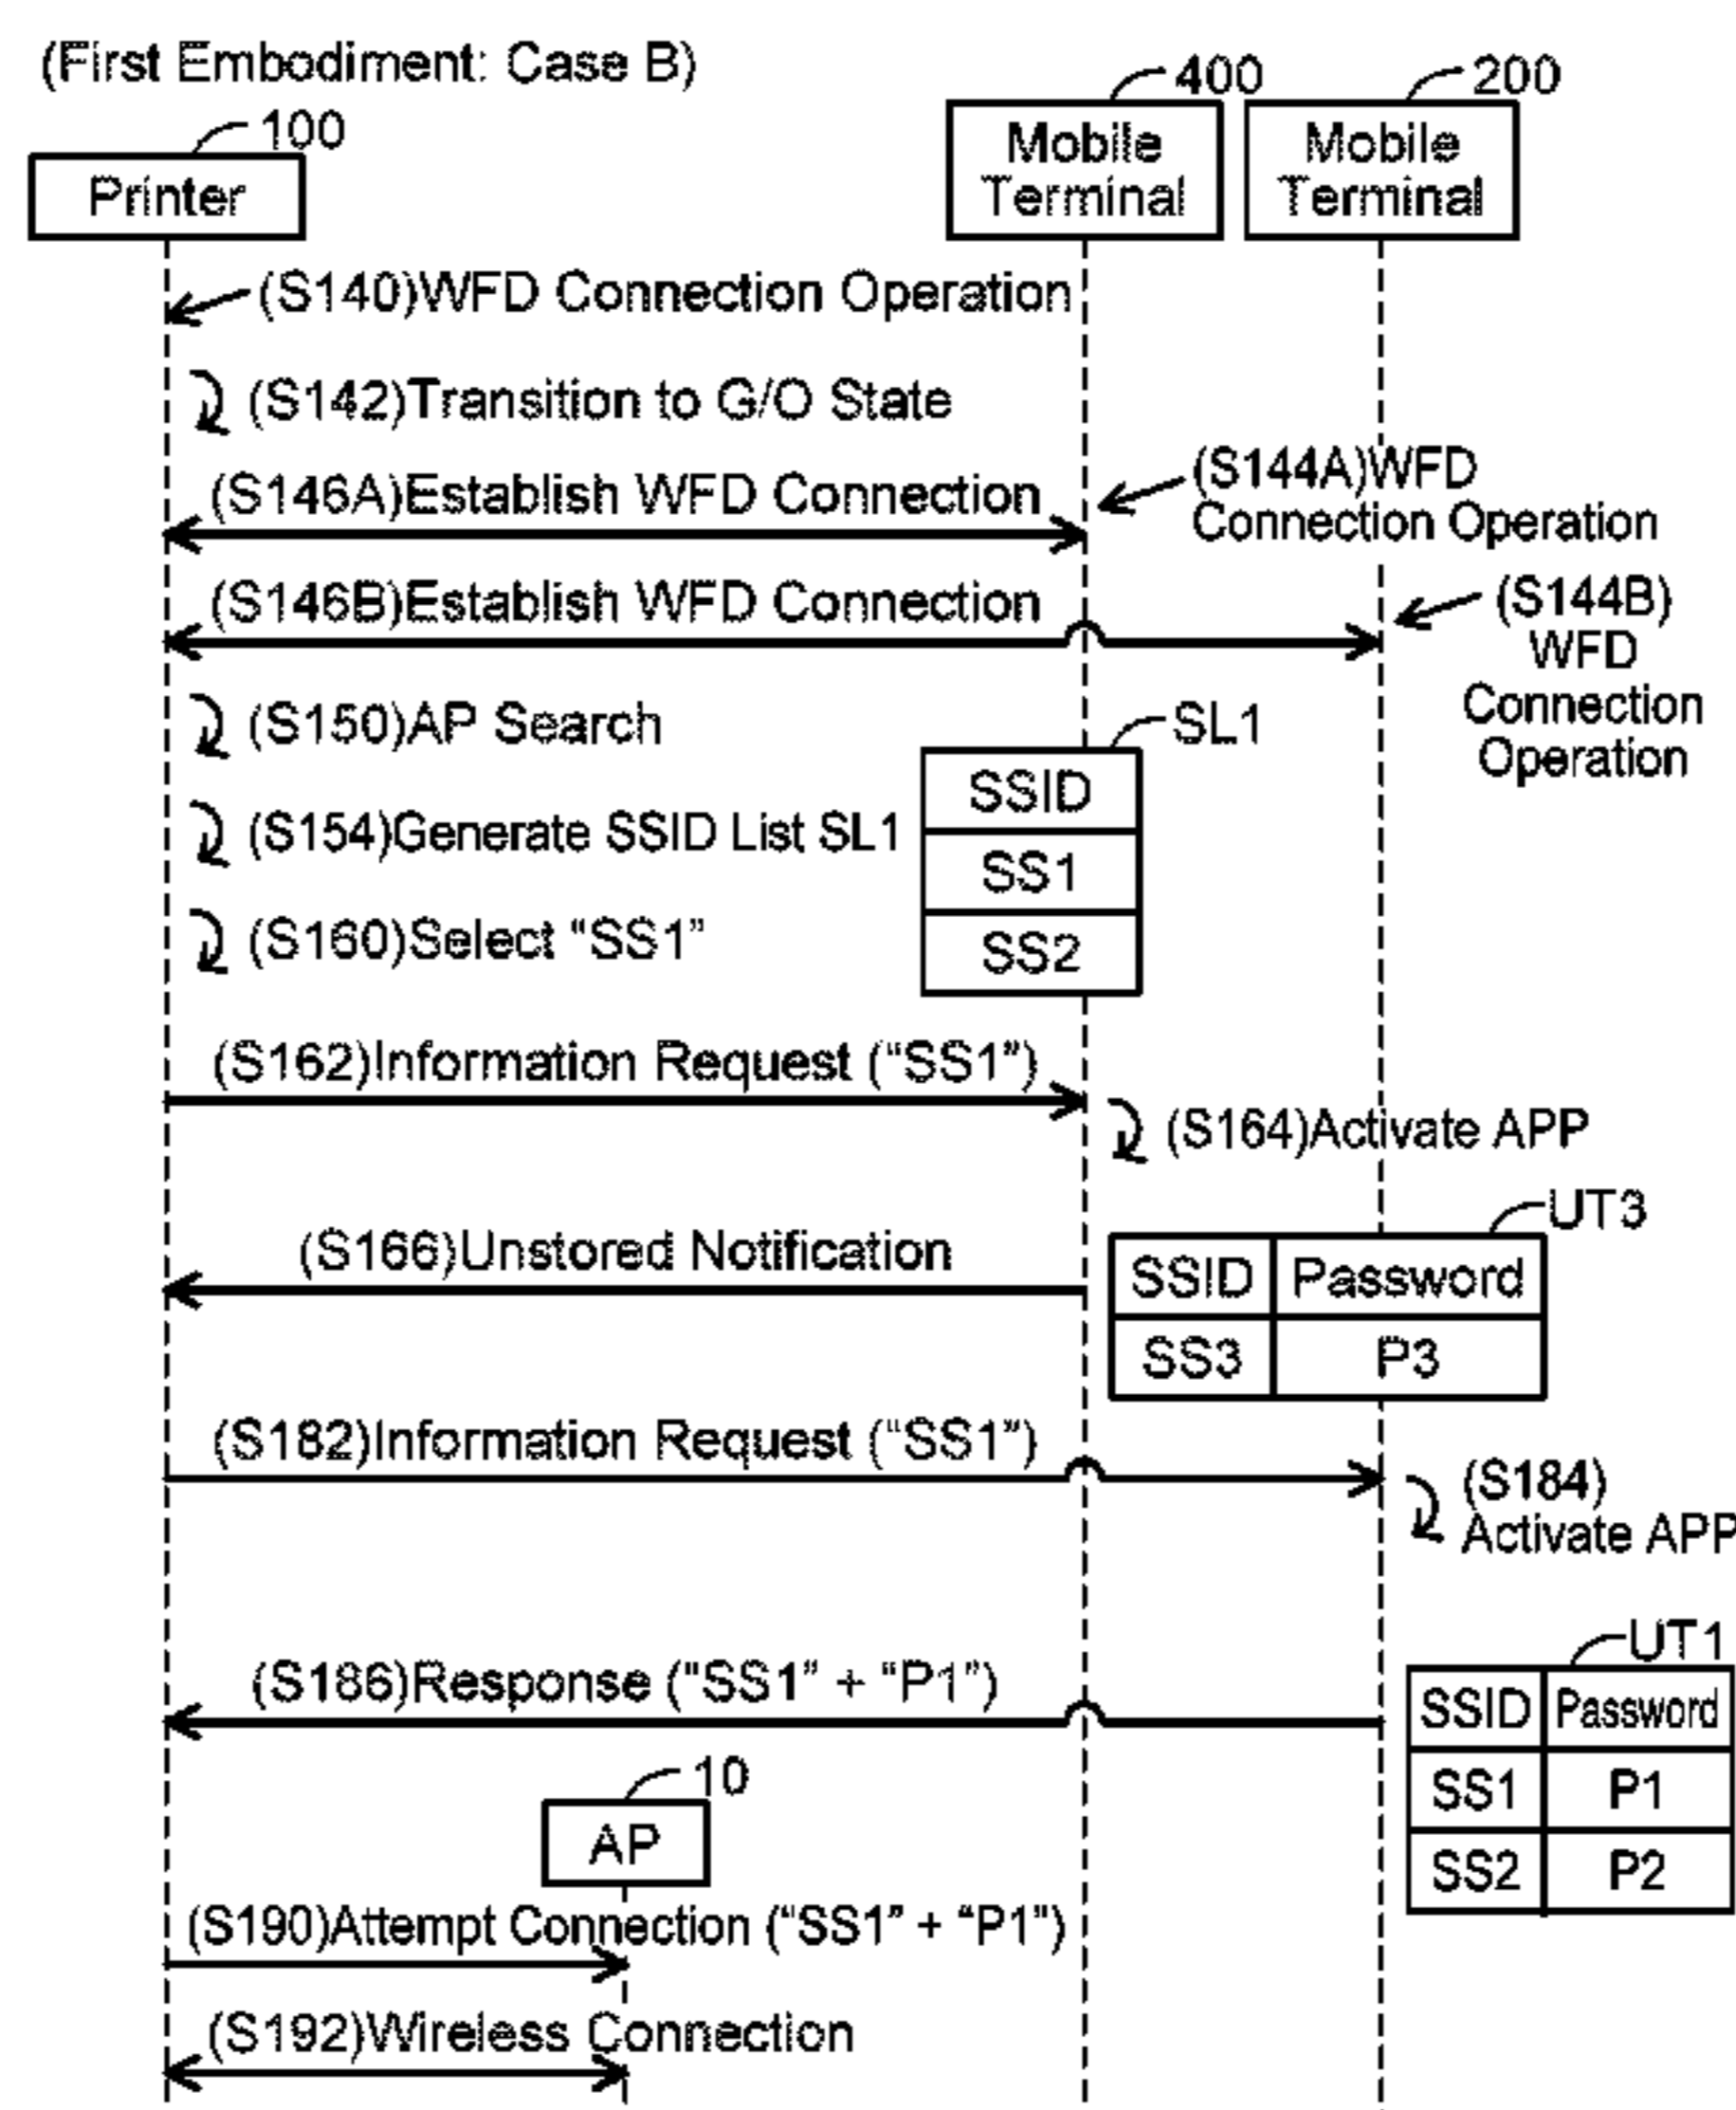 (First Embodiment: Case B)
400
200
100
Mobile
Terminal
Mobile
Terminal
Printer
(S140)WFD Connection Operation
(S142)Transition to G/O State
(S144A)WFD
Connection Operation
(S146A)Establish WFD Connection
(S146B)Establish WFD Connection
(S144B)
WFD
Connection
Operation
(S150)AP Search
SL1
SSID
SS1
SS2
(S154)Generate SSID List SL1
(S160)Select “SS1”
(S162)Information Request (“SS1”)
(S164)Activate APP
UT3
(S166)Unstored Notification
SSID Password
SS3 P3
(S182)Information Request (“SS1”)
(S184)
Activate APP
UT1
(S186)Response (“SS1” + “P1”)
SSID Password
SS1 P1
SS2 P2
10
AP
(S190)Attempt Connection (“SS1” + “P1”)
(S192)Wireless Connection